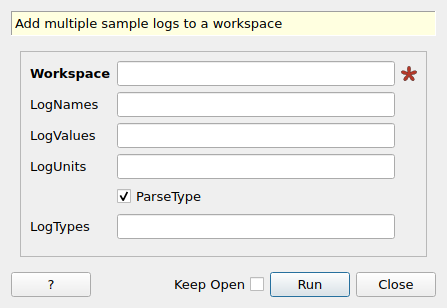 Add multiple sample logs to a workspace
Workspace
LogNames
LogValues
LogUnits
ParseType
LogTypes
? Keep Open Run Close